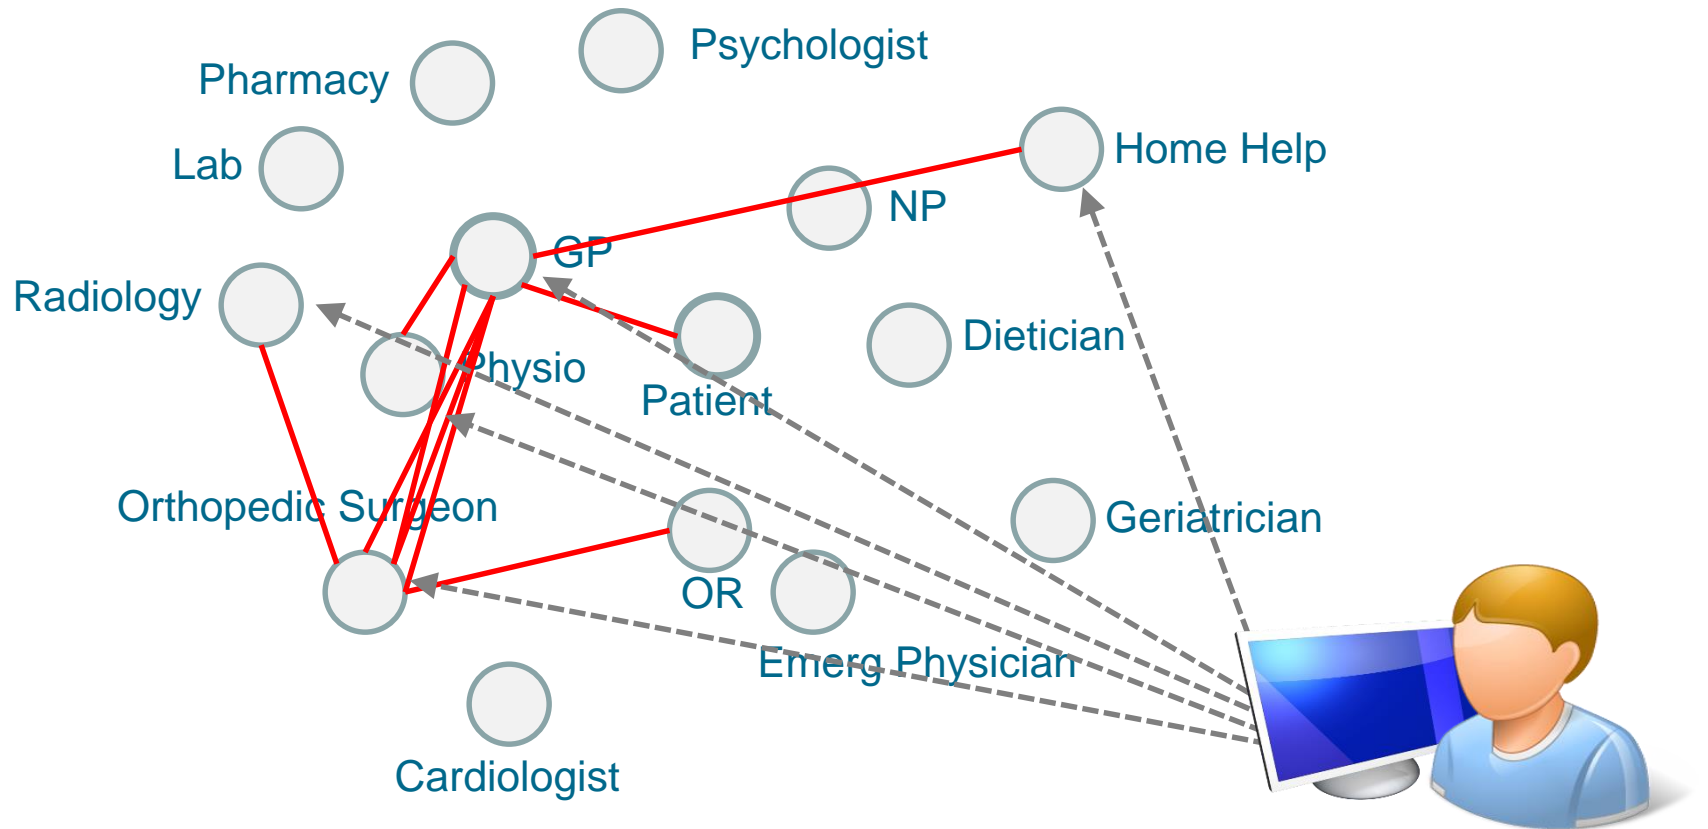 Psychologist
Pharmacy
Home Help
Lab
NP
GP
Radiology
Dietician
Physio
Patient
Orthopedic Surgeon
Geriatrician
OR
Emerg Physician
Cardiologist